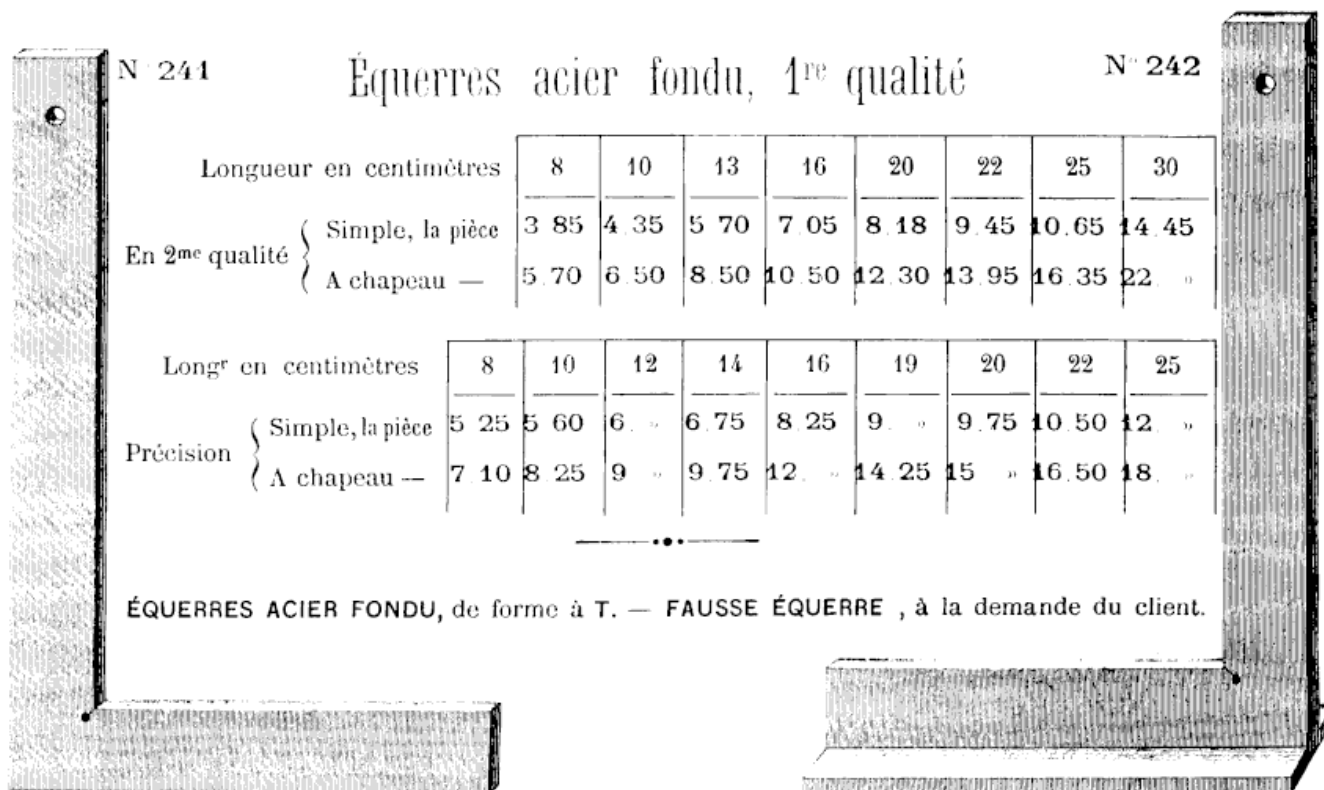 N° 241
Équerres acier fondu, 1re qualité
N° 242
Longueur en centimètres 8 10 13 16 20 22 25 30
En 2me qualité { Simple, la pièce 3 85 4.35 5 70 7.05 8.18 9.45 10.65 14.45
A chapeau — 5.70 6.50 8.50 10.50 12.30 13.95 16.35 22. »
Longr en centimètres 8 10 12 14 16 19 20 22 25
Précision { Simple, la pièce 5 25 5 60 6. » 6.75 8 25 9. » 9.75 10.50 12. »
A chapeau — 7.10 8 25 9 » 9.75 12. » 14.25 15 » 16.50 18. »
ÉQUERRES ACIER FONDU, de forme à T. — FAUSSE ÉQUERRE , à la demande du client.